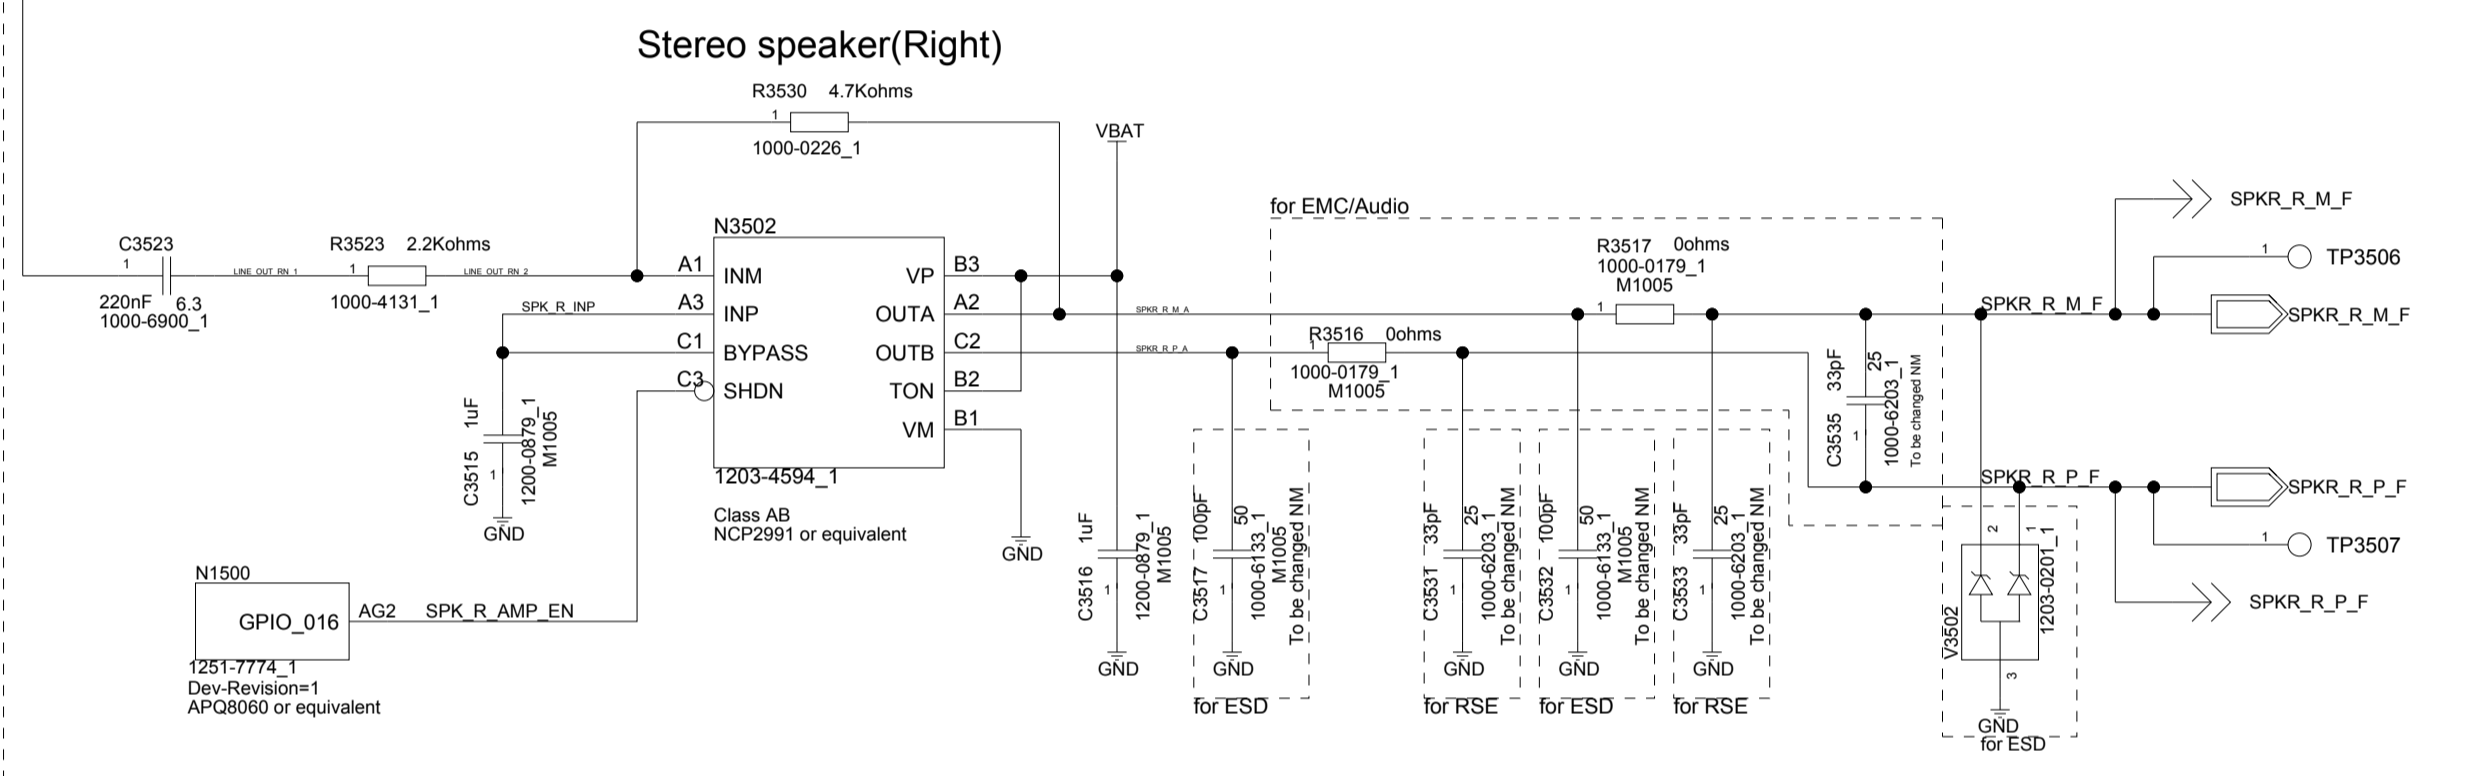 Stereo speaker(Right)
R3530 4.7Kohms
1
1000-0226_1
VBAT
for EMC/Audio
SPKR_R_M_F
C3523
1
220nF 6.3
1000-6900_1
LINE_OUT_RN_1
R3523 2.2Kohms
1
1000-4131_1
LINE_OUT_RN_2
N3502
A1 INM
A3 INP
C1 BYPASS
C3 SHDN
VP B3
OUTA A2
OUTB C2
TON B2
VM B1
1203-4594_1
Class AB
NCP2991 or equivalent
SPK_R_INP
C3515 1uF
1
1200-0879_1
M1005
GND
GND
N1500
GPIO_016
AG2 SPK_R_AMP_EN
1251-7774_1
Dev-Revision=1
APQ8060 or equivalent
SPKR_R_M_A
SPKR_R_P_A
R3517 0ohms
1000-0179_1
M1005
1
R3516 0ohms
1
1000-0179_1
M1005
C3516 1uF
1
1200-0879_1
M1005
GND
C3517 100pF
1
50
1000-6133_1
M1005
To be changed NM
GND
for ESD
C3531 33pF
1
25
1000-6203_1
To be changed NM
GND
for RSE
C3532 100pF
1
50
1000-6133_1
M1005
To be changed NM
GND
for ESD
C3533 33pF
1
25
1000-6203_1
To be changed NM
GND
for RSE
C3535 33pF
1
25
1000-6203_1
To be changed NM
SPKR_R_M_F
1
TP3506
SPKR_R_M_F
SPKR_R_P_F
SPKR_R_P_F
1
TP3507
SPKR_R_P_F
V3502
2
1
3
1203-0201_1
GND
for ESD